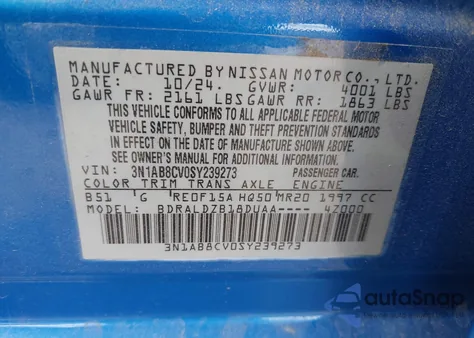 MANUFACTURED BY NISSAN MOTOR CO., LTD.
DATE: 10/24. GVWR: 4001 LBS
GAWR FR: 2161 LBS GAWR RR: 1863 LBS
THIS VEHICLE CONFORMS TO ALL APPLICABLE FEDERAL MOTOR
VEHICLE SAFETY, BUMPER AND THEFT PREVENTION STANDARDS
IN EFFECT ON THE DATE OF MANUFACTURE SHOWN ABOVE.
SEE OWNER'S MANUAL FOR ADDITIONAL INFORMATION.
VIN: 3N1AB8CV0SY239273 PASSENGER CAR.
COLOR TRIM TRANS AXLE ENGINE
B51 G RE0F15A HQ50 MR20 1997 CC
MODEL: BDRALDZB18DUAA---- 4Z000
3N1AB8CV0SY239273
autoSnap